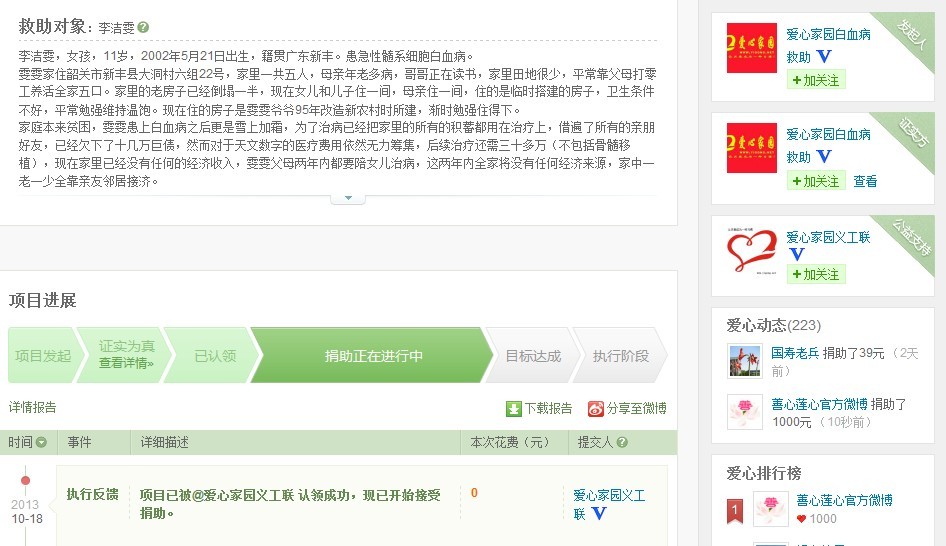 救助对象：李洁雯?
李洁雯，女孩，11岁，2002年5月21日出生，籍贯广东新丰。患急性髓系细胞白血病。
雯雯家住韶关市新丰县大洞村六组22号，家里一共五人，母亲年老多病，哥哥正在读书，家里田地很少，平常靠父母打零
工养活全家五口。家里的老房子已经倒塌一半，现在女儿和儿子住一间，母亲住一间，住的是临时搭建的房子，卫生条件
不好，平常勉强维持温饱。现在住的房子是雯雯爷爷95年改造新农村时所建，渐时勉强住得下。
家庭本来贫困，雯雯患上白血病之后更是雪上加霜，为了治病已经把家里的所有的积蓄都用在治疗上，借遍了所有的亲朋
好友，已经欠下了十几万巨债，然而对于天文数字的医疗费用依然无力筹集，后续治疗还需三十多万（不包括骨髓移
植），现在家里已经没有任何的经济收入，雯雯父母两年内都要陪女儿治病，这两年内全家将没有任何经济来源，家中一
老一少全靠亲友邻居接济。
项目进展
项目发起
证实为真
查看详情»
已认领
捐助正在进行中
目标达成
执行阶段
详情报告
下载报告
分享至微博
时间
事件
详细描述
本次花费（元）
提交人?
2013
10-18
执行反馈
项目已被@爱心家园义工联 认领成功，现已开始接受
捐助。
0
爱心家园义工
联 V
发起人
爱心家园
爱心家园白血病
救助 V
+加关注
证实方
爱心家园
爱心家园白血病
救助 V
+加关注 查看
公益支持
爱心家园义工联
V
+加关注
爱心动态(223)
国寿老兵 捐助了39元 （2天
前）
善心莲心官方微博 捐助了
1000元 （10秒前）
爱心排行榜
1
善心莲心官方微博
1000